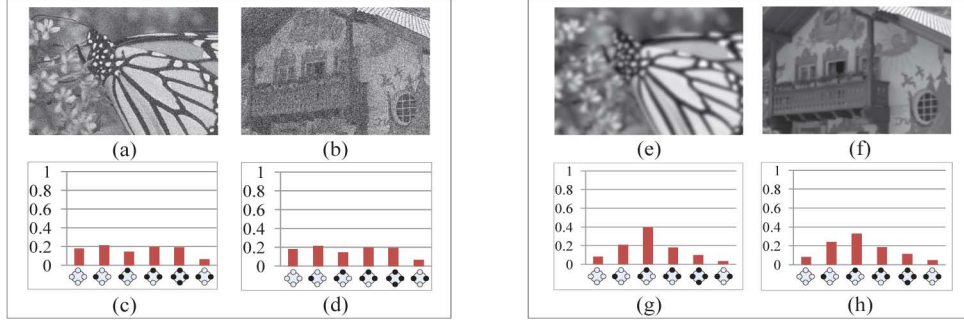 (a) (b) (e) (f)
1 1 1 1
0.8 0.8 0.8 0.8
0.6 0.6 0.6 0.6
0.4 0.4 0.4 0.4
0.2 0.2 0.2 0.2
0 0 0 0
(c) (d) (g) (h)